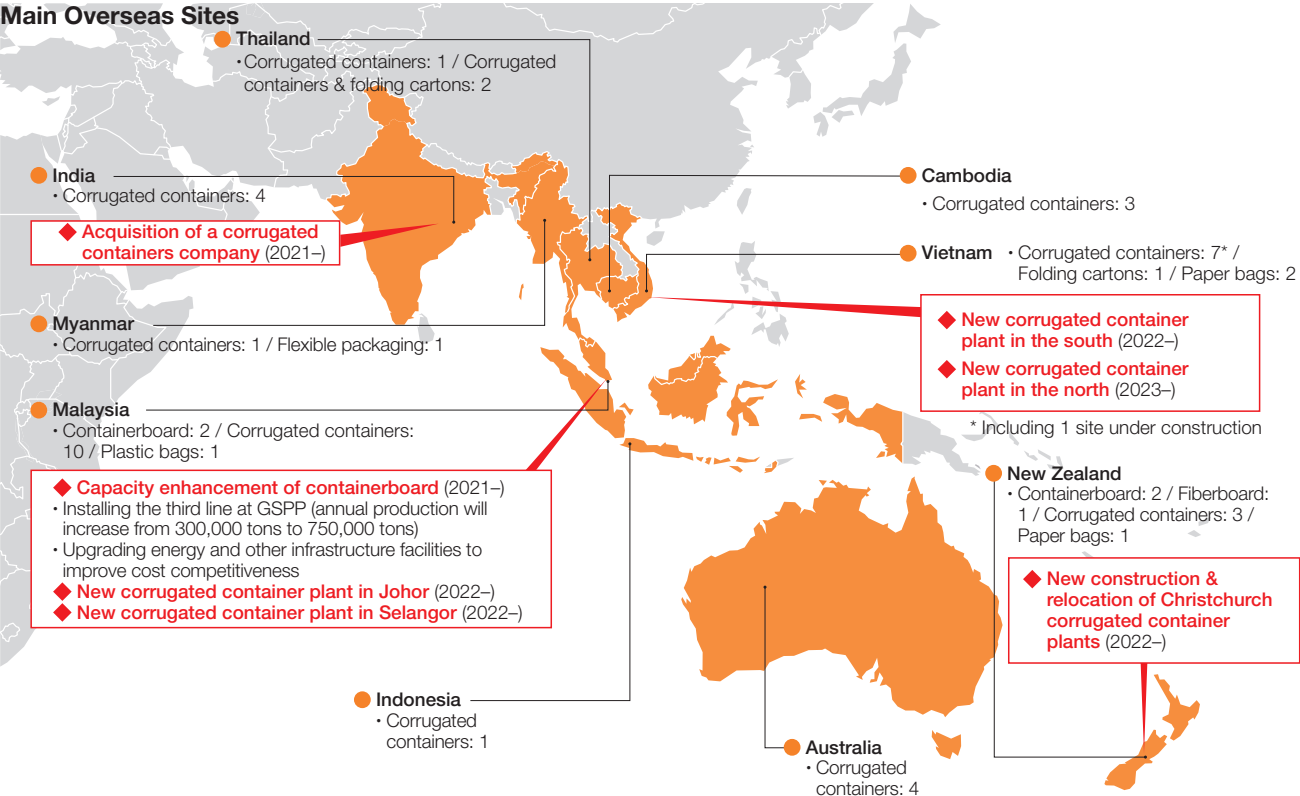 Main Overseas Sites
Thailand
・Corrugated containers: 1 / Corrugated
containers & folding cartons: 2
India
・Corrugated containers: 4
◆ Acquisition of a corrugated
containers company (2021–)
Myanmar
・Corrugated containers: 1 / Flexible packaging: 1
Malaysia
・Containerboard: 2 / Corrugated containers:
10 / Plastic bags: 1
◆ Capacity enhancement of containerboard (2021–)
・Installing the third line at GSPP (annual production will
increase from 300,000 tons to 750,000 tons)
・Upgrading energy and other infrastructure facilities to
improve cost competitiveness
◆ New corrugated container plant in Johor (2022–)
◆ New corrugated container plant in Selangor (2022–)
Indonesia
・Corrugated
containers: 1
Cambodia
・Corrugated containers: 3
Vietnam ・Corrugated containers: 7* /
Folding cartons: 1 / Paper bags: 2
◆ New corrugated container
plant in the south (2022–)
◆ New corrugated container
plant in the north (2023–)
* Including 1 site under construction
New Zealand
・Containerboard: 2 / Fiberboard:
1 / Corrugated containers: 3 /
Paper bags: 1
◆ New construction &
relocation of Christchurch
corrugated container
plants (2022–)
Australia
・Corrugated
containers: 4